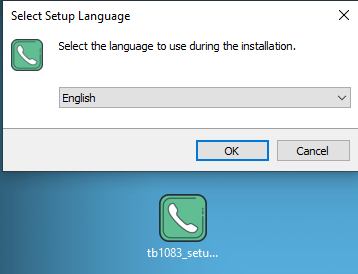 Select Setup Language
Select the language to use during the installation.
English
OK
Cancel
tb1083_setu...